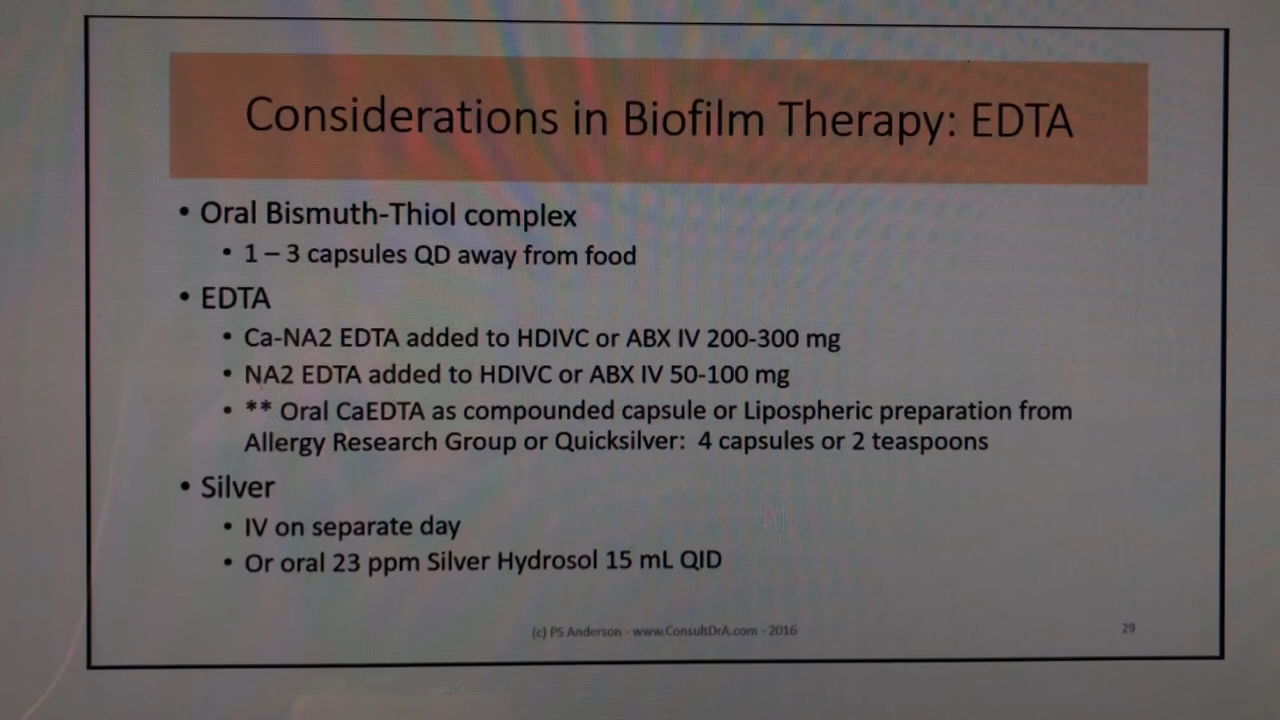 Considerations in Biofilm Therapy: EDTA
• Oral Bismuth-Thiol complex
• 1 – 3 capsules QD away from food
• EDTA
• Ca-NA2 EDTA added to HDIVC or ABX IV 200-300 mg
• NA2 EDTA added to HDIVC or ABX IV 50-100 mg
• ** Oral CaEDTA as compounded capsule or Lipospheric preparation from
Allergy Research Group or Quicksilver: 4 capsules or 2 teaspoons
• Silver
• IV on separate day
• Or oral 23 ppm Silver Hydrosol 15 mL QID
(c) PS Anderson - www.ConsultDrA.com - 2016
29